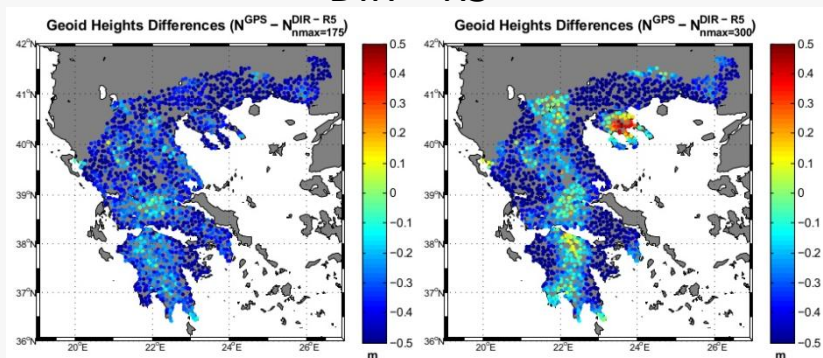 DIR – R5
Geoid Heights Differences (N^GPS − N^DIR − R5_nmax=175)
42°N
41°N
40°N
39°N
38°N
37°N
36°N
20°E 22°E 24°E 26°E
0.5
0.4
0.3
0.2
0.1
0
−0.1
−0.2
−0.3
−0.4
−0.5
m
Geoid Heights Differences (N^GPS − N^DIR − R5_nmax=300)
42°N
41°N
40°N
39°N
38°N
37°N
36°N
20°E 22°E 24°E 26°E
0.5
0.4
0.3
0.2
0.1
0
−0.1
−0.2
−0.3
−0.4
−0.5
m